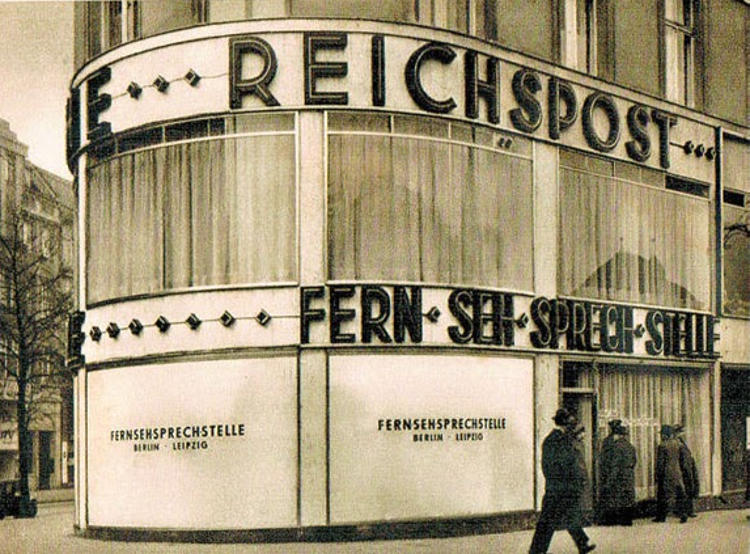 REICHSPOST
FERN · SEH · SPRECH · STELLE
FERNSEHSPRECHSTELLE
BERLIN · LEIPZIG
FERNSEHSPRECHSTELLE
BERLIN · LEIPZIG